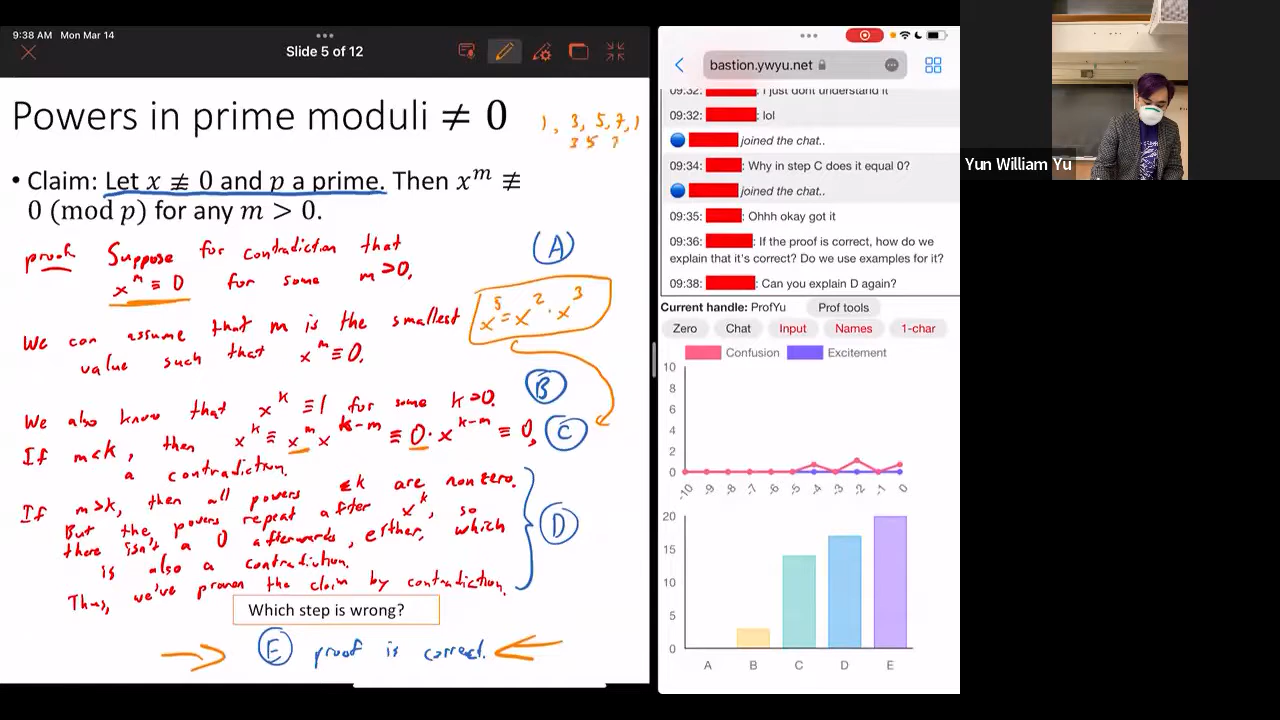 9:38 AM Mon Mar 14
Slide 5 of 12
Powers in prime moduli ≠ 0
1, 3, 5, 7, 1
3 5 7
• Claim: Let x ≢ 0 and p a prime. Then x^m ≢
0 (mod p) for any m > 0.
proof Suppose for contradiction that
x^m ≡ 0 for some m>0.
(A)
We can assume that m is the smallest
value such that x^m ≡ 0.
x^5 = x^2 · x^3
(B)
We also know that x^k ≡ 1 for some k>0.
If m<k, then x^k ≡ x^m x^k-m ≡ 0 · x^k-m ≡ 0,
a contradiction.
(C)
If m>k, then all powers ≤k are nonzero.
But the powers repeat after x^k, so
there isn't a 0 afterwards, either, which
is also a contradiction.
(D)
Thus, we've proven the claim by contradiction.
Which step is wrong?
(E) proof is correct.
bastion.ywyu.net
09:32: : I just dont understand it
09:32: : lol
joined the chat..
09:34: : Why in step C does it equal 0?
joined the chat..
09:35: : Ohhh okay got it
09:36: : If the proof is correct, how do we
explain that it's correct? Do we use examples for it?
09:38: : Can you explain D again?
Current handle: ProfYu Prof tools
Zero Chat Input Names 1-char
Confusion Excitement
10
8
6
4
2
0
-10 -9 -8 -7 -6 -5 -4 -3 -2 -1 0
20
15
10
5
0
A B C D E
Yun William Yu